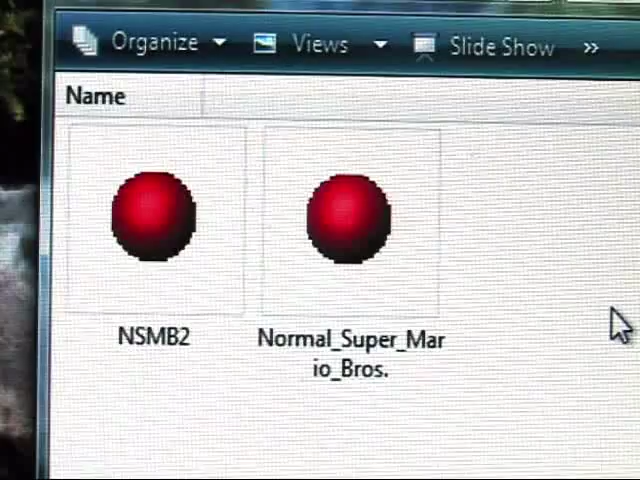 Organize Views Slide Show »
Name
NSMB2
Normal_Super_Mar
io_Bros.